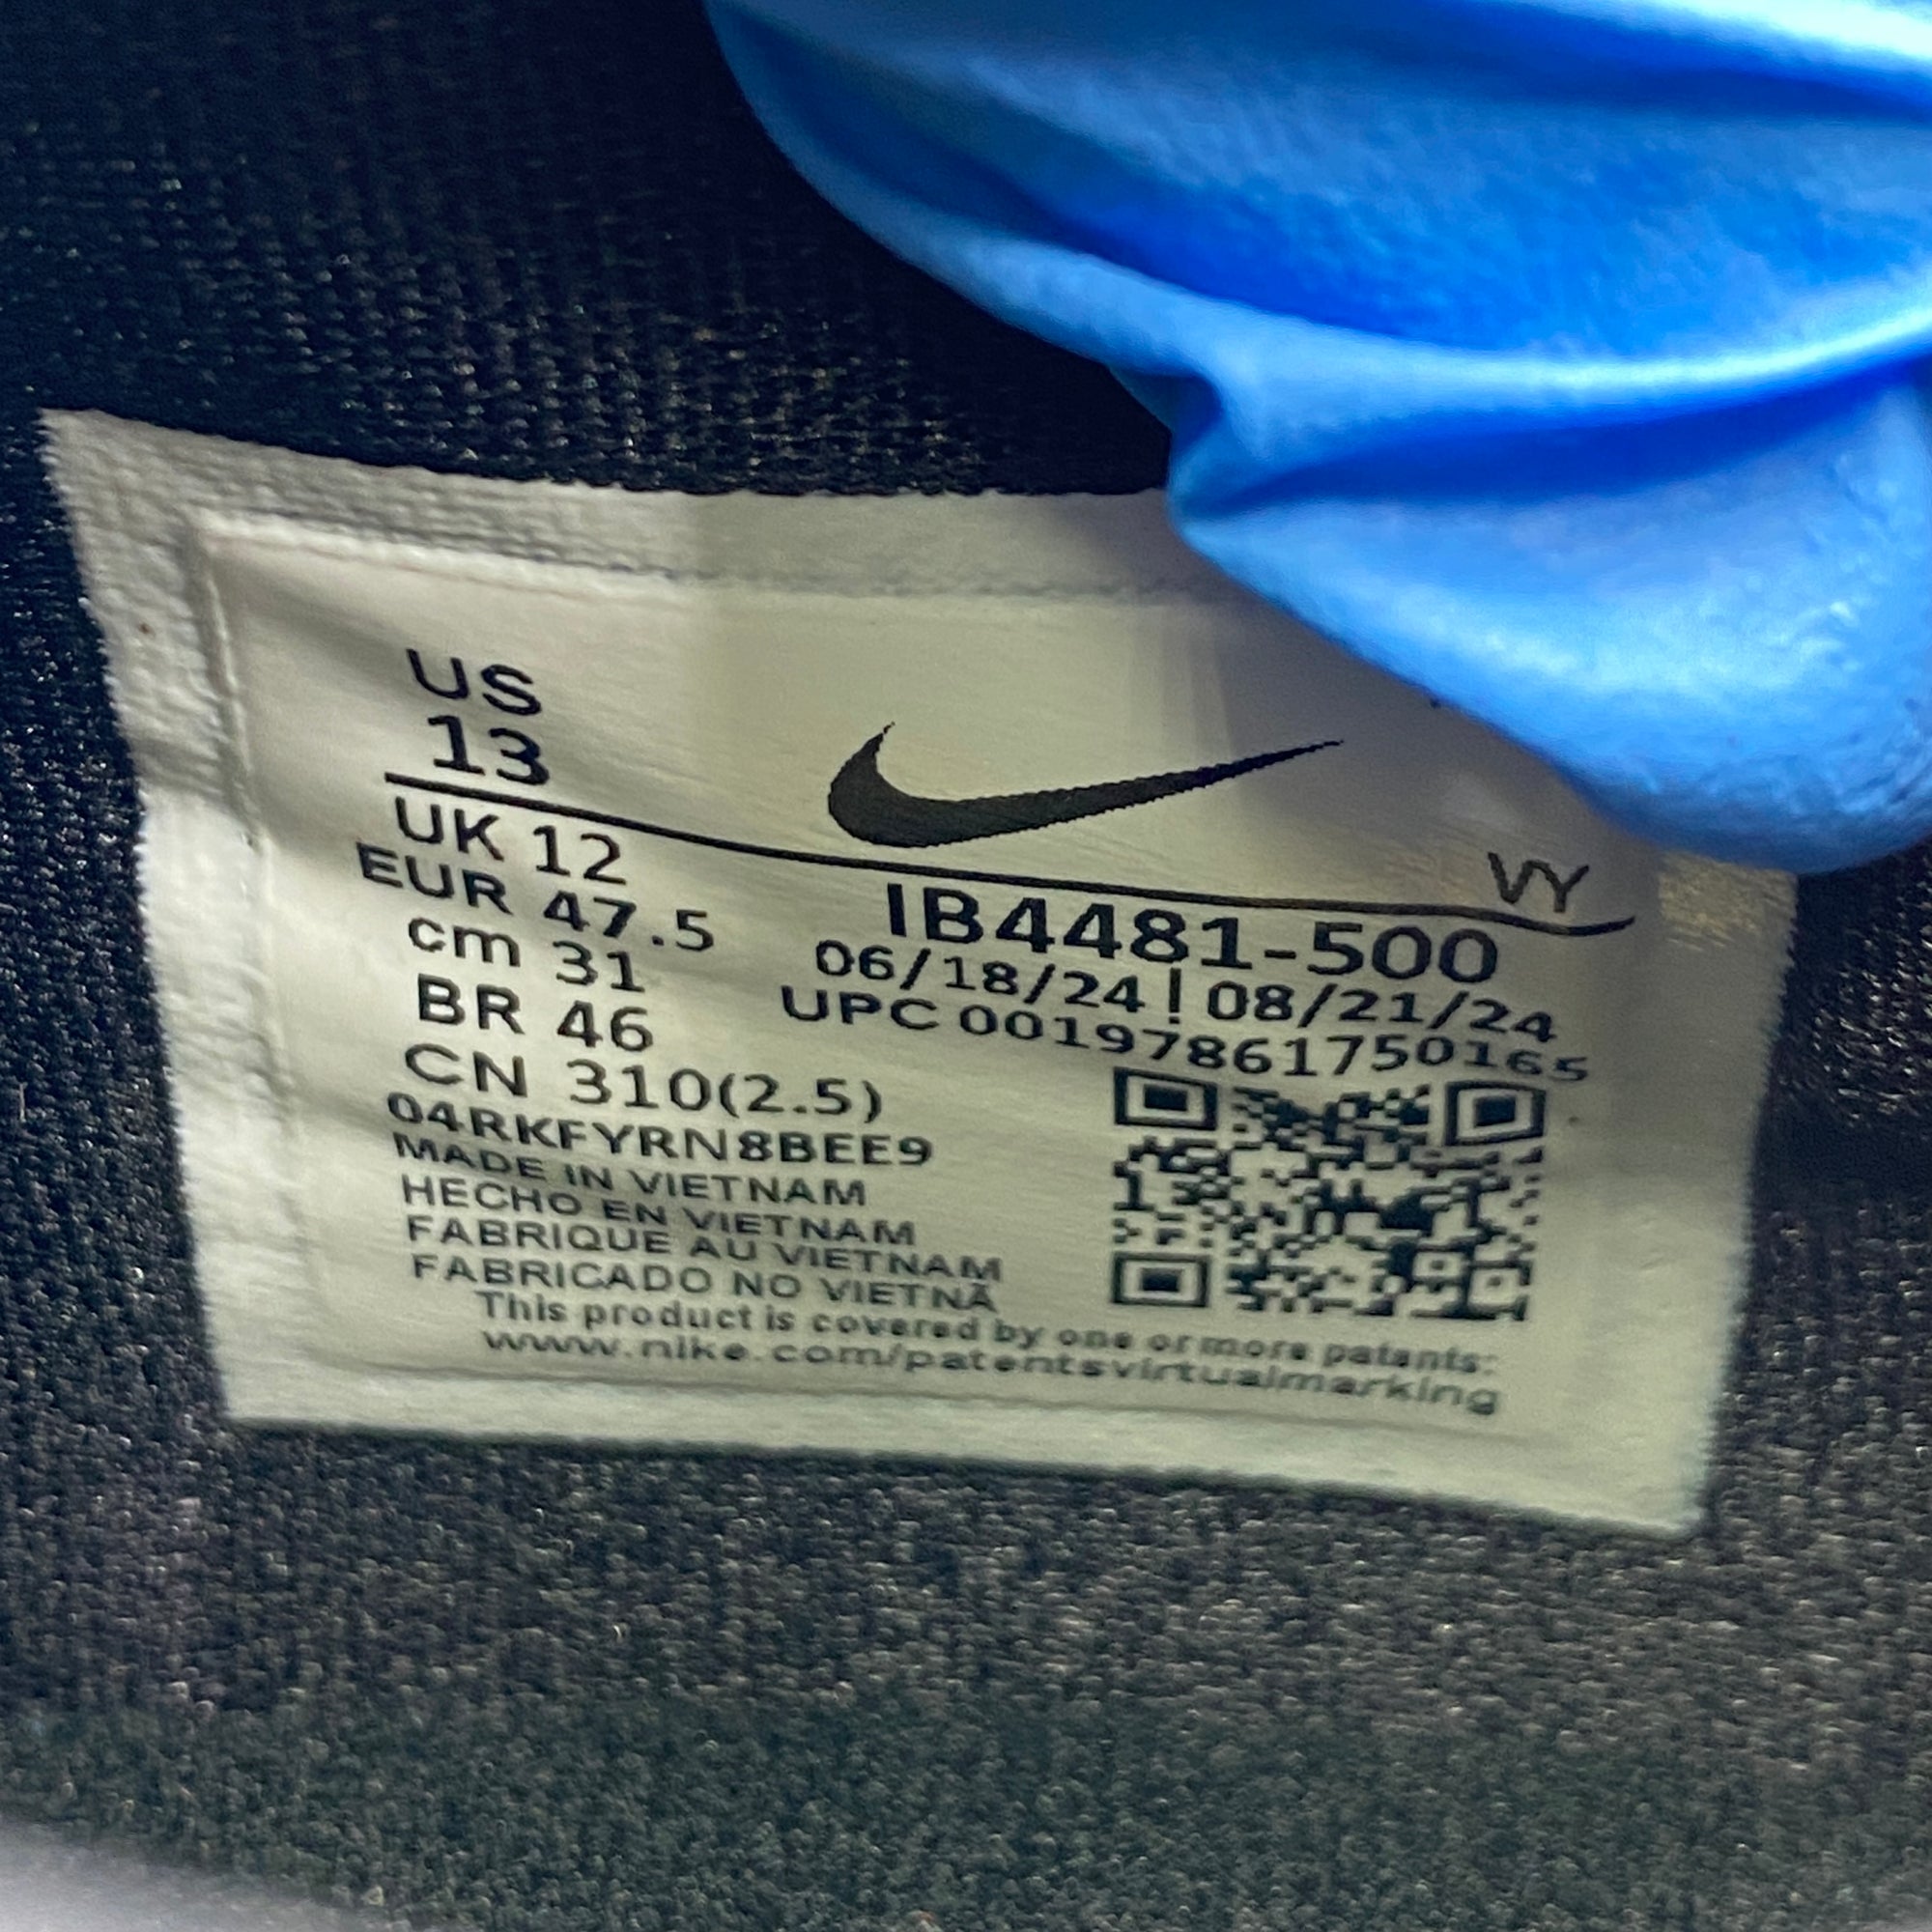 US
13
UK 12
EUR 47.5
cm 31
BR 46
CN 310(2.5)
VY
IB4481-500
06/18/24 | 08/21/24
UPC 00197861750165
04RKFYRN8BEE9
MADE IN VIETNAM
HECHO EN VIETNAM
FABRIQUE AU VIETNAM
FABRICADO NO VIETNÃ
This product is covered by one or more patents:
www.nike.com/patentsvirtualmarking